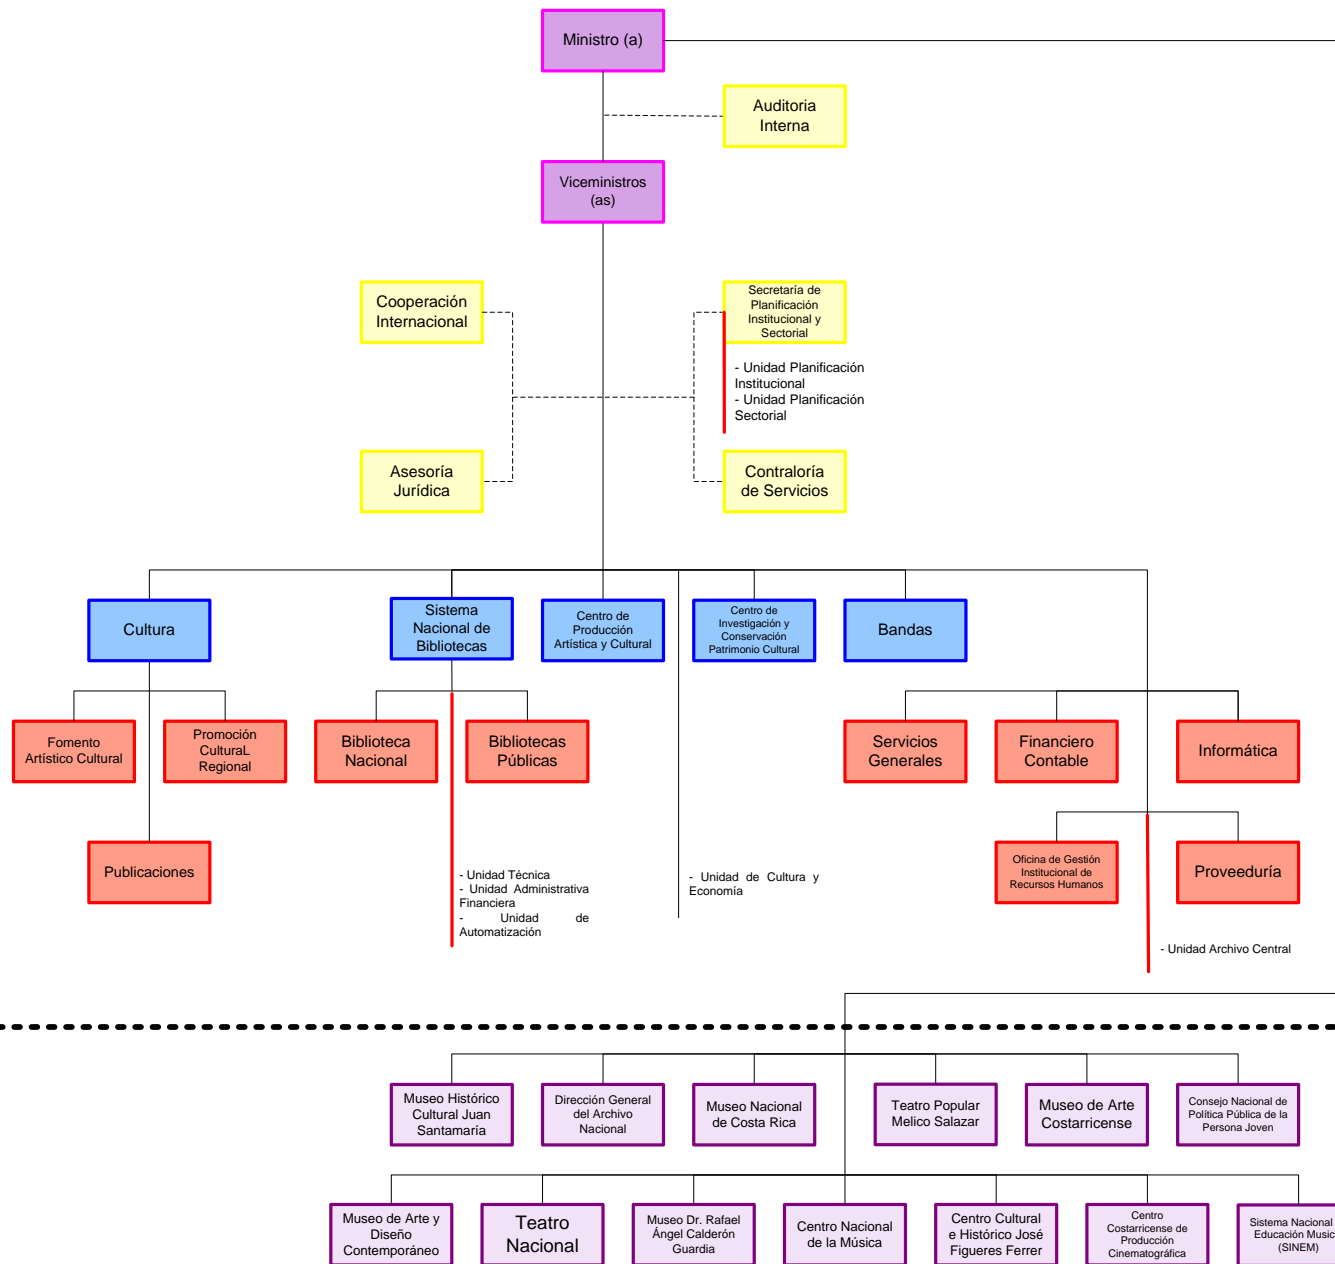 Ministro (a)
Auditoria
Interna
Viceministros
(as)
Cooperación
Internacional
Secretaría de
Planificación
Institucional y
Sectorial
- Unidad Planificación
Institucional
- Unidad Planificación
Sectorial
Asesoría
Jurídica
Contraloría
de Servicios
Cultura
Sistema
Nacional de
Bibliotecas
Centro de
Producción
Artística y Cultural
Centro de
Investigación y
Conservación
Patrimonio Cultural
Bandas
Fomento
Artístico Cultural
Promoción
CulturaL
Regional
Biblioteca
Nacional
Bibliotecas
Públicas
Servicios
Generales
Financiero
Contable
Informática
Publicaciones
- Unidad Técnica
- Unidad Administrativa
Financiera
- Unidad de
Automatización
- Unidad de Cultura y
Economía
Oficina de Gestión
Institucional de
Recursos Humanos
Proveeduría
- Unidad Archivo Central
Museo Histórico
Cultural Juan
Santamaría
Dirección General
del Archivo
Nacional
Museo Nacional
de Costa Rica
Teatro Popular
Melico Salazar
Museo de Arte
Costarricense
Consejo Nacional de
Política Pública de la
Persona Joven
Museo de Arte y
Diseño
Contemporáneo
Teatro
Nacional
Museo Dr. Rafael
Ángel Calderón
Guardia
Centro Nacional
de la Música
Centro Cultural
e Histórico José
Figueres Ferrer
Centro
Costarricense de
Producción
Cinematográfica
Sistema Nacional
Educación Music
(SINEM)